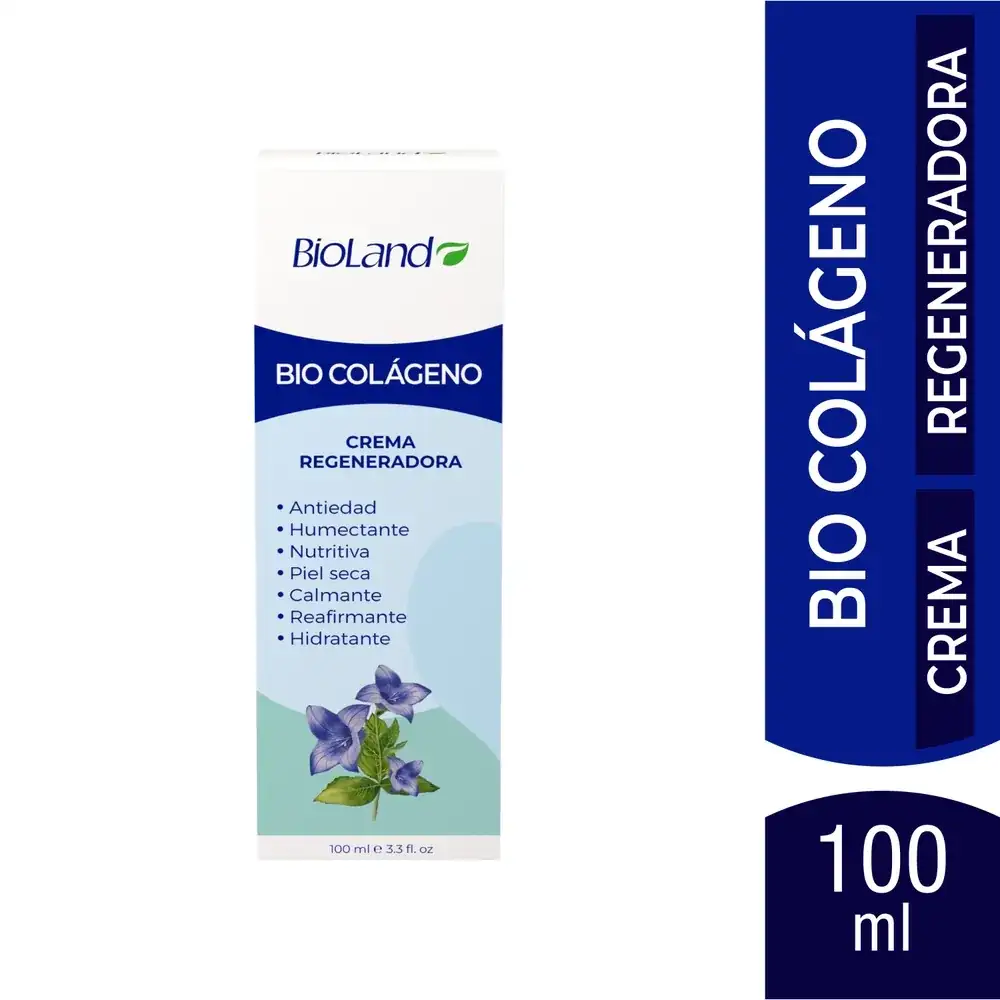 BioLand
BioLand
BIO COLÁGENO
CREMA
REGENERADORA
• Antiedad
• Humectante
• Nutritiva
• Piel seca
• Calmante
• Reafirmante
• Hidratante
100 ml e 3.3 fl. oz
BIO COLÁGENO
CREMA REGENERADORA
100
ml